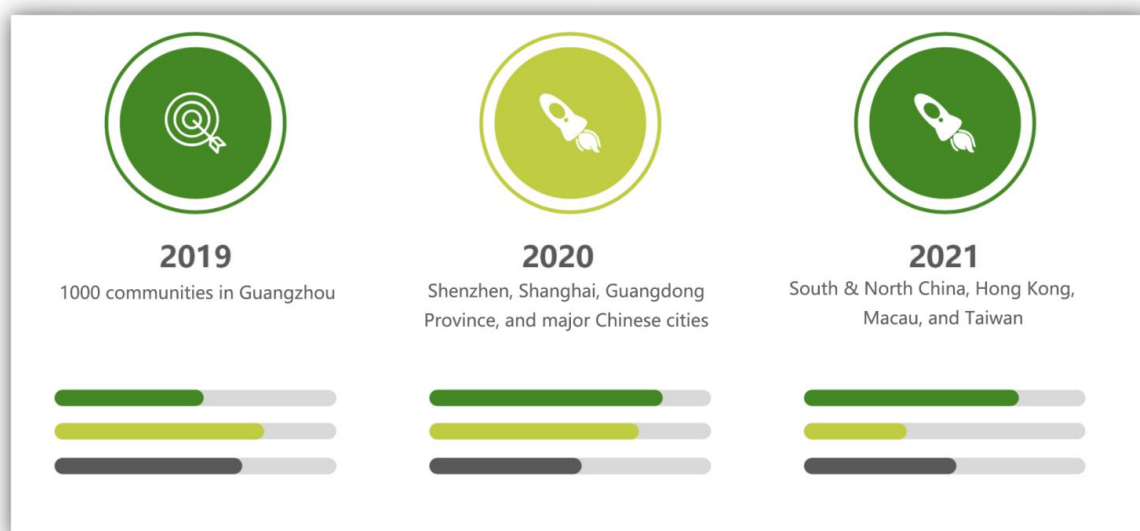 2019
1000 communities in Guangzhou
2020
Shenzhen, Shanghai, Guangdong
Province, and major Chinese cities
2021
South & North China, Hong Kong,
Macau, and Taiwan